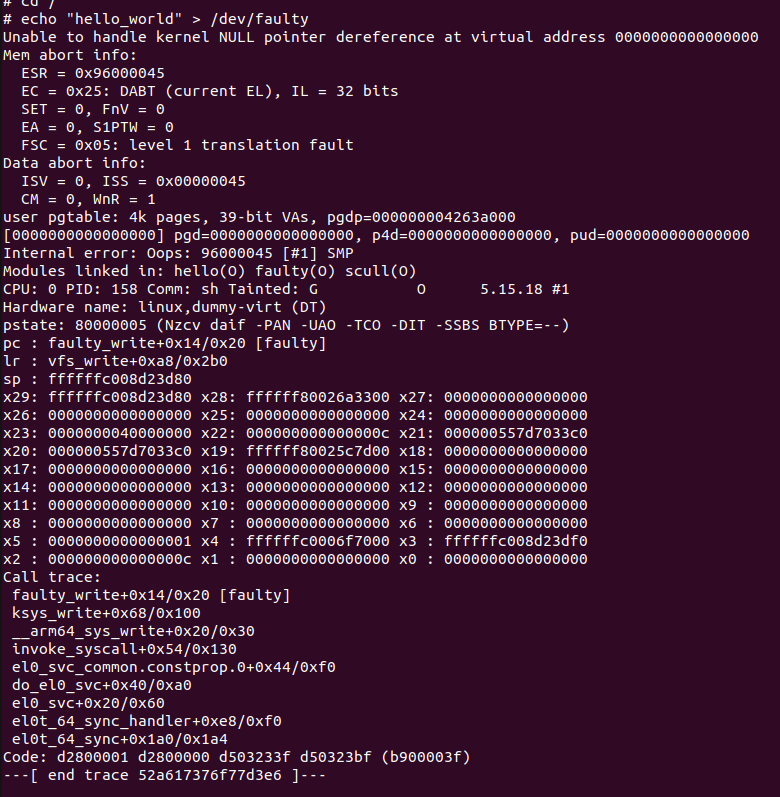 # cd /
# echo "hello_world" > /dev/faulty
Unable to handle kernel NULL pointer dereference at virtual address 0000000000000000
Mem abort info:
  ESR = 0x96000045
  EC = 0x25: DABT (current EL), IL = 32 bits
  SET = 0, FnV = 0
  EA = 0, S1PTW = 0
  FSC = 0x05: level 1 translation fault
Data abort info:
  ISV = 0, ISS = 0x00000045
  CM = 0, WnR = 1
user pgtable: 4k pages, 39-bit VAs, pgdp=000000004263a000
[0000000000000000] pgd=0000000000000000, p4d=0000000000000000, pud=0000000000000000
Internal error: Oops: 96000045 [#1] SMP
Modules linked in: hello(O) faulty(O) scull(O)
CPU: 0 PID: 158 Comm: sh Tainted: G           O      5.15.18 #1
Hardware name: linux,dummy-virt (DT)
pstate: 80000005 (Nzcv daif -PAN -UAO -TCO -DIT -SSBS BTYPE=--)
pc : faulty_write+0x14/0x20 [faulty]
lr : vfs_write+0xa8/0x2b0
sp : ffffffc008d23d80
x29: ffffffc008d23d80 x28: ffffff80026a3300 x27: 0000000000000000
x26: 0000000000000000 x25: 0000000000000000 x24: 0000000000000000
x23: 0000000040000000 x22: 000000000000000c x21: 000000557d7033c0
x20: 000000557d7033c0 x19: ffffff80025c7d00 x18: 0000000000000000
x17: 0000000000000000 x16: 0000000000000000 x15: 0000000000000000
x14: 0000000000000000 x13: 0000000000000000 x12: 0000000000000000
x11: 0000000000000000 x10: 0000000000000000 x9 : 0000000000000000
x8 : 0000000000000000 x7 : 0000000000000000 x6 : 0000000000000000
x5 : 0000000000000001 x4 : ffffffc0006f7000 x3 : ffffffc008d23df0
x2 : 000000000000000c x1 : 0000000000000000 x0 : 0000000000000000
Call trace:
 faulty_write+0x14/0x20 [faulty]
 ksys_write+0x68/0x100
 __arm64_sys_write+0x20/0x30
 invoke_syscall+0x54/0x130
 el0_svc_common.constprop.0+0x44/0xf0
 do_el0_svc+0x40/0xa0
 el0_svc+0x20/0x60
 el0t_64_sync_handler+0xe8/0xf0
 el0t_64_sync+0x1a0/0x1a4
Code: d2800001 d2800000 d503233f d50323bf (b900003f)
---[ end trace 52a617376f77d3e6 ]---